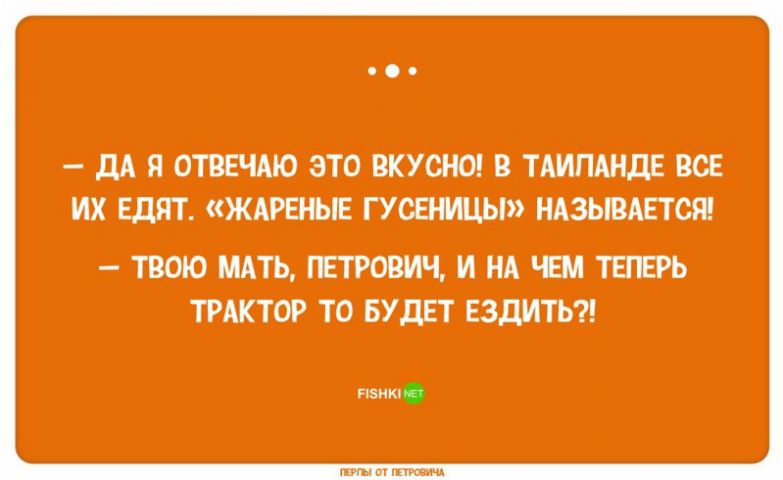 – ДА Я ОТВЕЧАЮ ЭТО ВКУСНО! В ТАИЛАНДЕ ВСЕ
ИХ ЕДЯТ. «ЖАРЕНЫЕ ГУСЕНИЦЫ» НАЗЫВАЕТСЯ!
– ТВОЮ МАТЬ, ПЕТРОВИЧ, И НА ЧЕМ ТЕПЕРЬ
ТРАКТОР ТО БУДЕТ ЕЗДИТЬ?!
FISHKI NET
ПЕРЛЫ ОТ ПЕТРОВИЧА